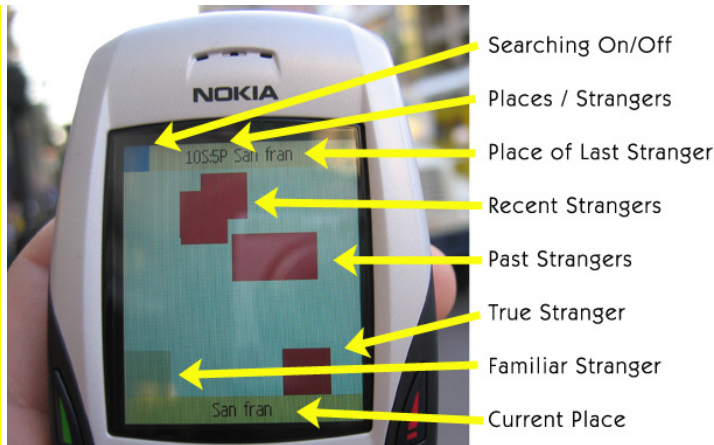 NOKIA
10S:5P San fran
San fran
Searching On/Off
Places / Strangers
Place of Last Stranger
Recent Strangers
Past Strangers
True Stranger
Familiar Stranger
Current Place